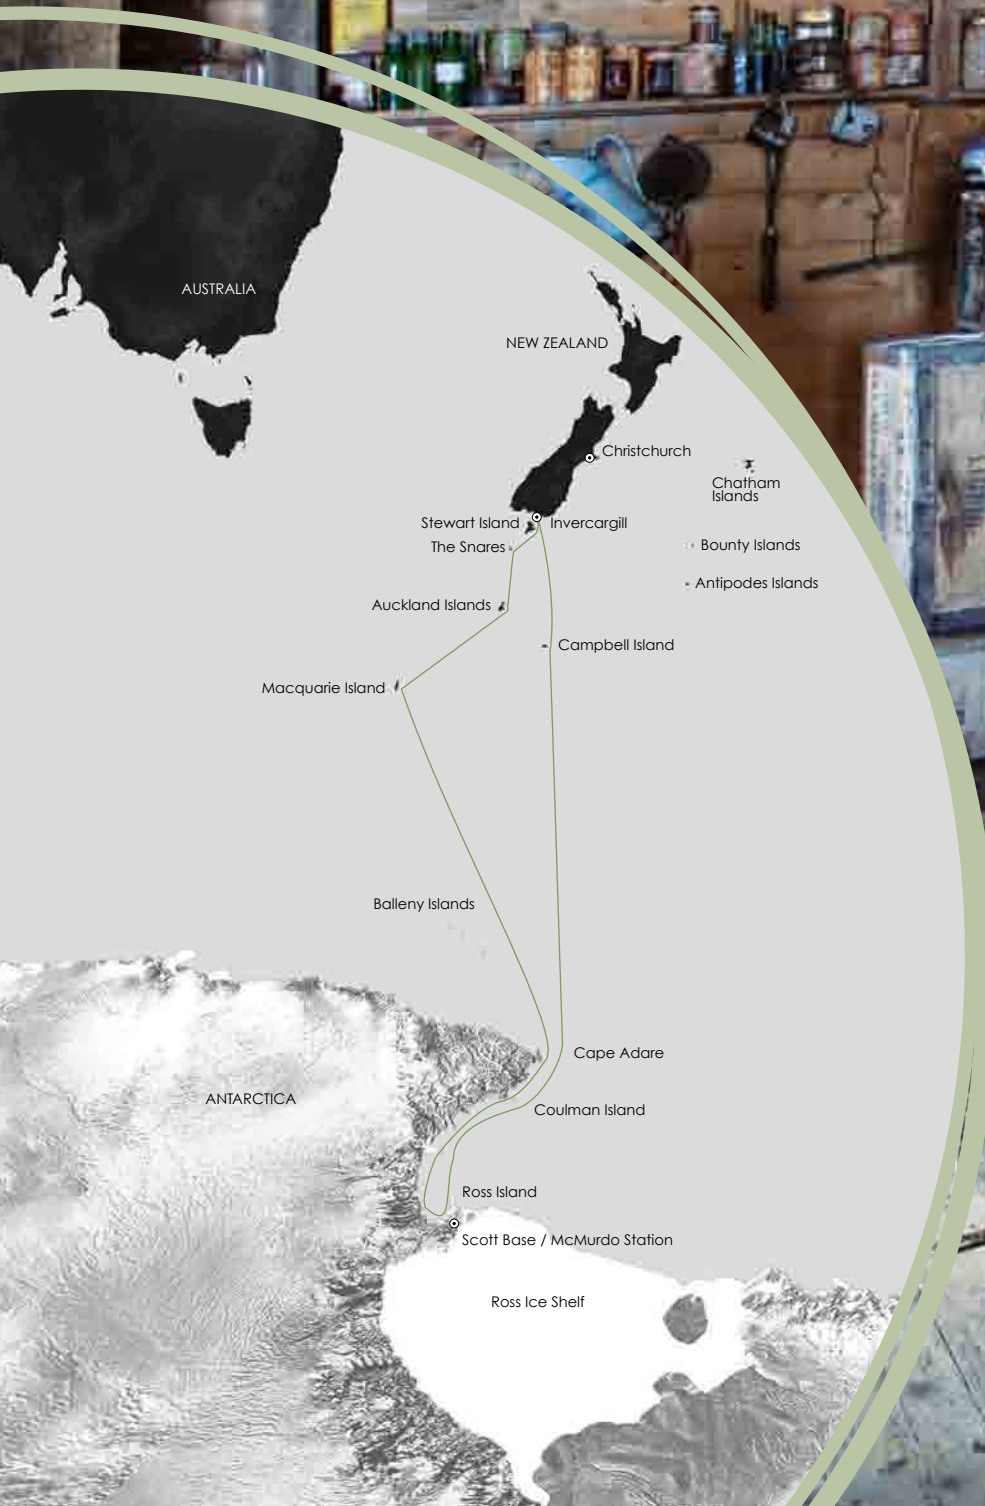 AUSTRALIA
NEW ZEALAND
Christchurch
Chatham
Islands
Stewart Island
Invercargill
The Snares
Bounty Islands
Antipodes Islands
Auckland Islands
Campbell Island
Macquarie Island
Balleny Islands
Cape Adare
ANTARCTICA
Coulman Island
Ross Island
Scott Base / McMurdo Station
Ross Ice Shelf